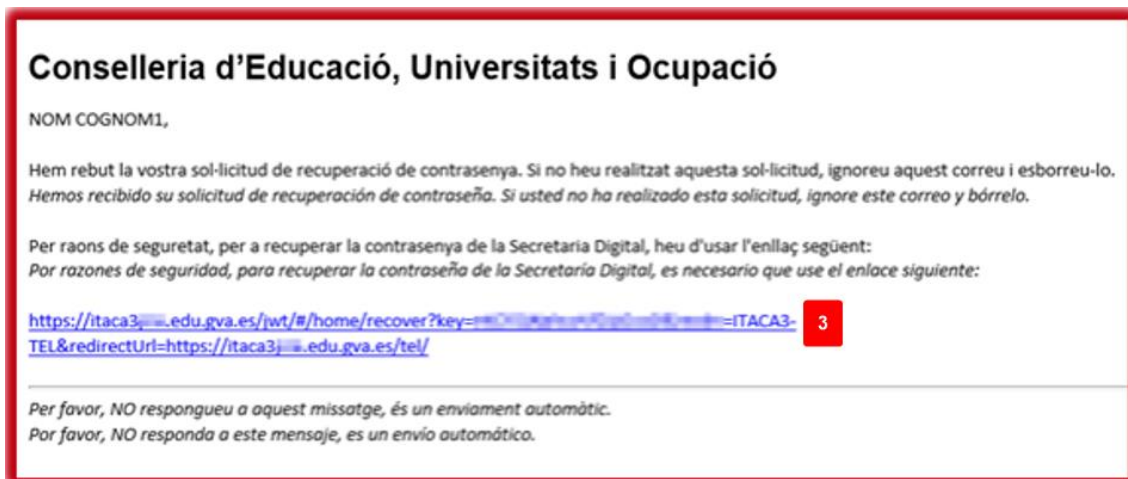 Conselleria d'Educació, Universitats i Ocupació
NOM COGNOM1,
Hem rebut la vostra sol·licitud de recuperació de contrasenya. Si no heu realitzat aquesta sol·licitud, ignoreu aquest correu i esborreu-lo.
Hemos recibido su solicitud de recuperación de contraseña. Si usted no ha realizado esta solicitud, ignore este correo y bórrelo.
Per raons de seguretat, per a recuperar la contrasenya de la Secretaria Digital, heu d'usar l'enllaç següent:
Por razones de seguridad, para recuperar la contraseña de la Secretaría Digital, es necesario que use el enlace siguiente:
https://itaca3 .edu.gva.es/jwt/#/home/recover?key= =ITACA3- 3
TEL&redirectUrl=https://itaca3 .edu.gva.es/tel/
Per favor, NO respongueu a aquest missatge, és un enviament automàtic.
Por favor, NO responda a este mensaje, es un envío automático.